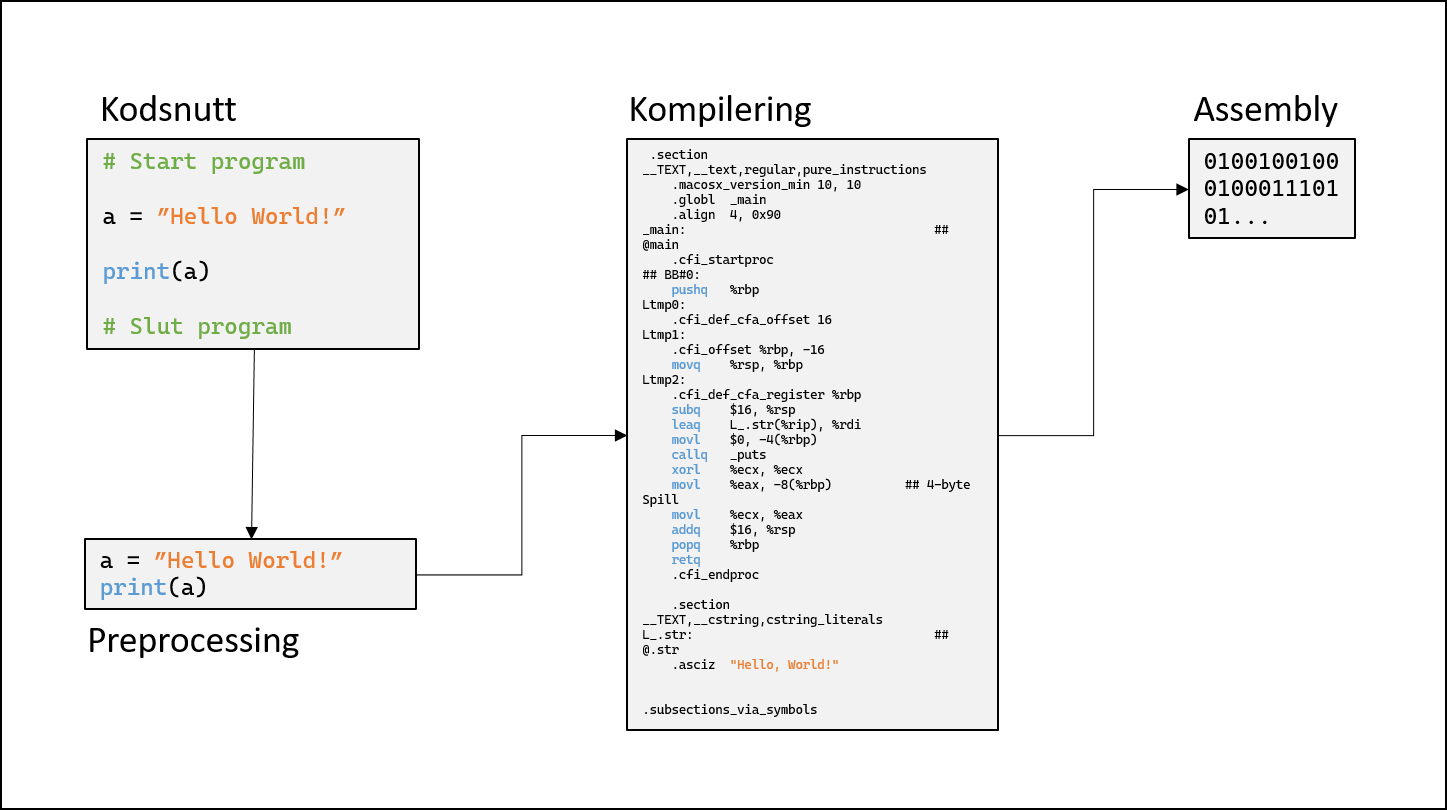 Kodsnutt
# Start program
a = ”Hello World!”
print(a)
# Slut program
a = ”Hello World!”
print(a)
Preprocessing
Kompilering
.section
__TEXT,__text,regular,pure_instructions
.macosx_version_min 10, 10
.globl _main
.align 4, 0x90
_main: ##
@main
.cfi_startproc
## BB#0:
pushq %rbp
Ltmp0:
.cfi_def_cfa_offset 16
Ltmp1:
.cfi_offset %rbp, -16
movq %rsp, %rbp
Ltmp2:
.cfi_def_cfa_register %rbp
subq $16, %rsp
leaq L_.str(%rip), %rdi
movl $0, -4(%rbp)
callq _puts
xorl %ecx, %ecx
movl %eax, -8(%rbp) ## 4-byte
Spill
movl %ecx, %eax
addq $16, %rsp
popq %rbp
retq
.cfi_endproc
.section
__TEXT,__cstring,cstring_literals
L_.str: ##
@.str
.asciz "Hello, World!"
.subsections_via_symbols
Assembly
0100100100
0100011101
01...